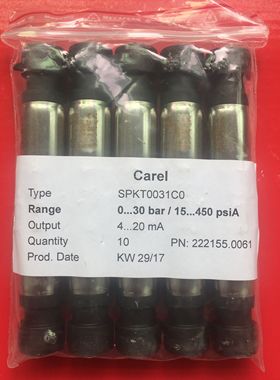 Carel
Type SPKT0031C0
Range 0...30 bar / 15...450 psiA
Output 4...20 mA
Quantity 10 PN: 222155.0061
Prod. Date KW 29/17